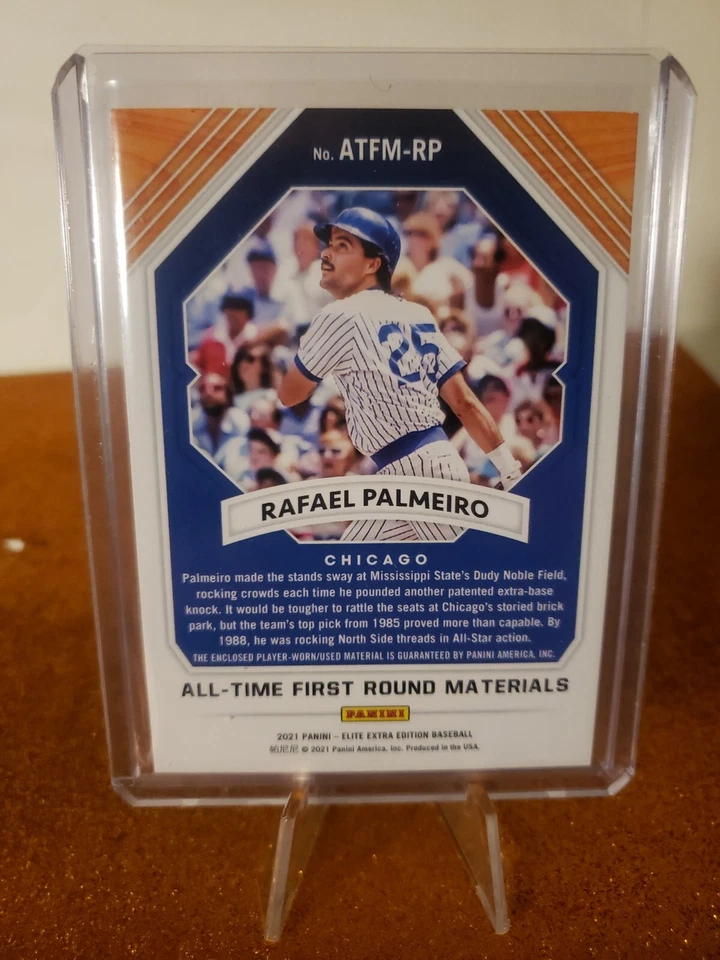 No. ATFM-RP
25
RAFAEL PALMEIRO
CHICAGO
Palmeiro made the stands sway at Mississippi State's Dudy Noble Field,
rocking crowds each time he pounded another patented extra-base
knock. It would be tougher to rattle the seats at Chicago's storied brick
park, but the team's top pick from 1985 proved more than capable. By
1988, he was rocking North Side threads in All-Star action.
THE ENCLOSED PLAYER-WORN/USED MATERIAL IS GUARANTEED BY PANINI AMERICA, INC.
ALL-TIME FIRST ROUND MATERIALS
PANINI
2021 PANINI – ELITE EXTRA EDITION BASEBALL
帕尼尼 © 2021 Panini America, Inc. Produced in the USA.